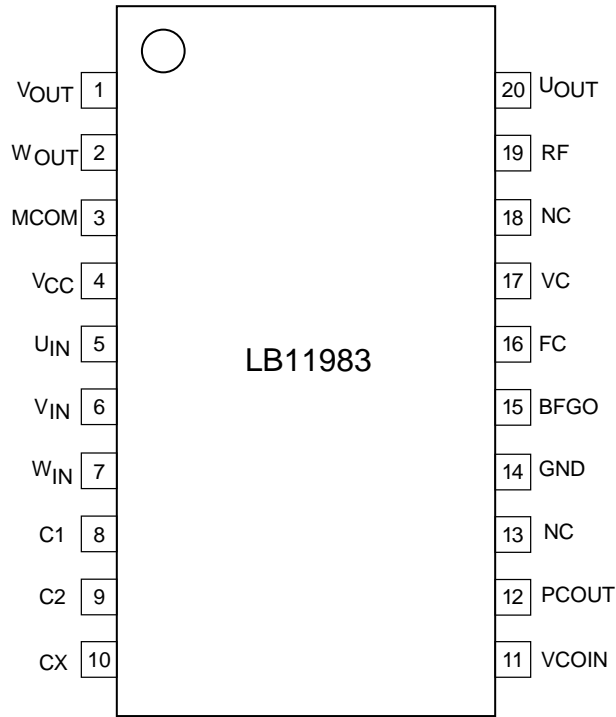 VOUT 1 20 UOUT
WOUT 2 19 RF
MCOM 3 18 NC
VCC 4 17 VC
UIN 5 16 FC
LB11983
VIN 6 15 BFGO
WIN 7 14 GND
C1 8 13 NC
C2 9 12 PCOUT
CX 10 11 VCOIN